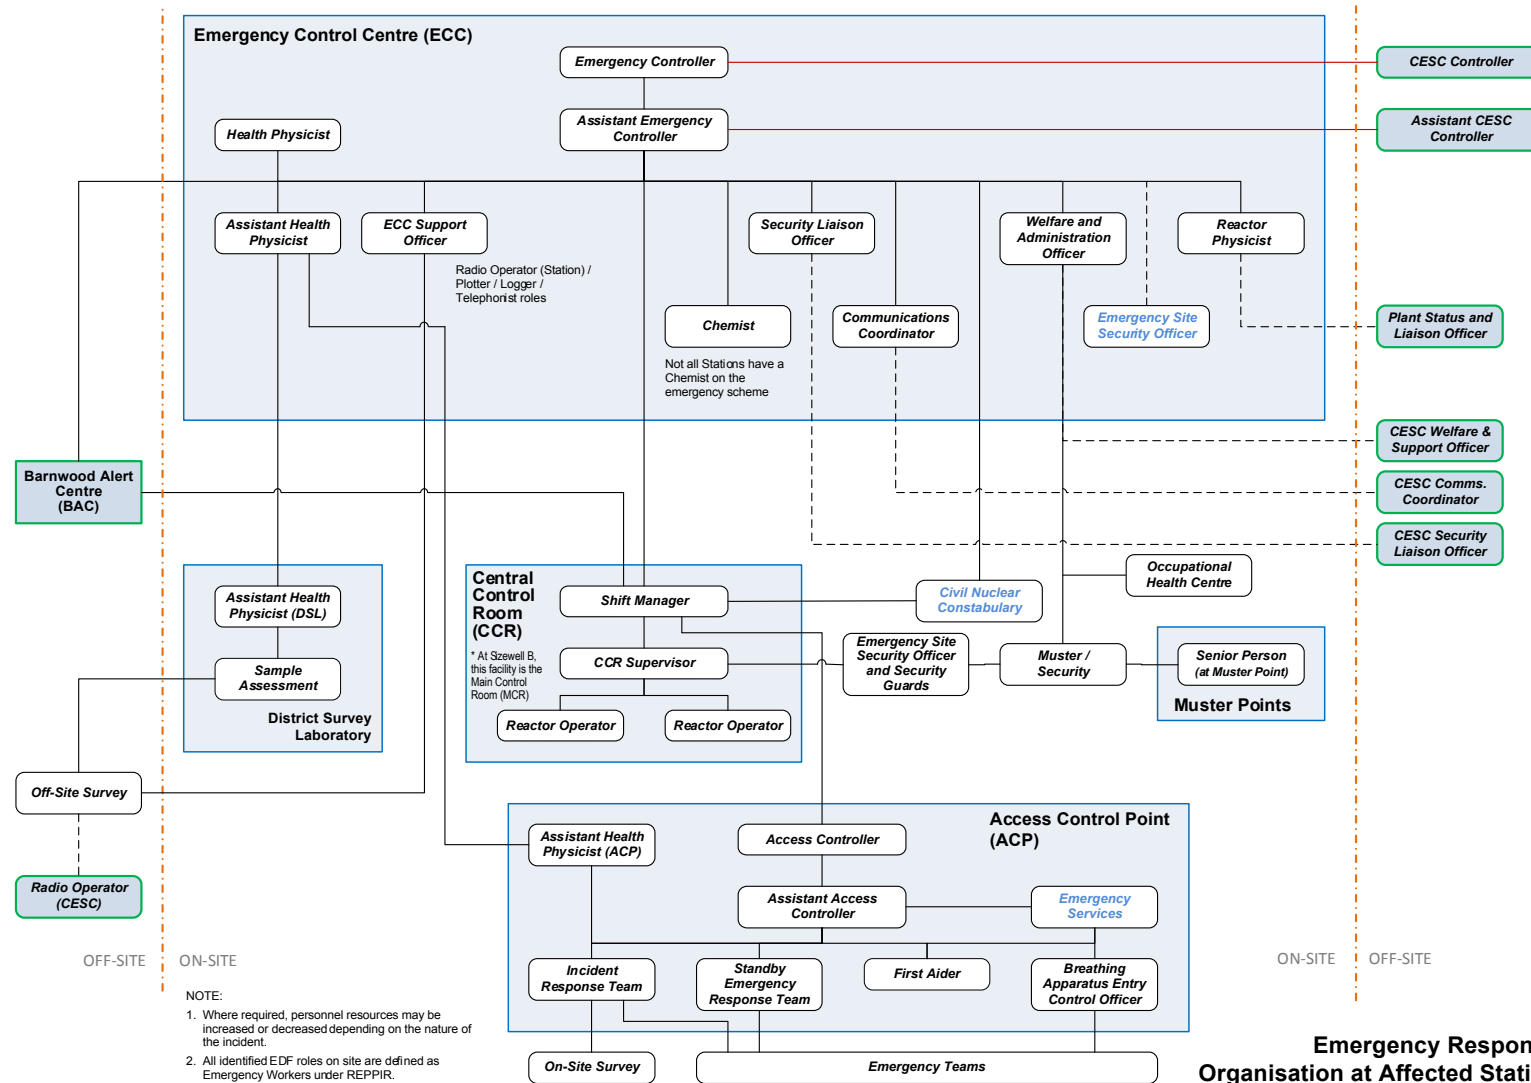 Emergency Control Centre (ECC)
Emergency Controller
CESC Controller
Health Physicist
Assistant Emergency
Controller
Assistant CESC
Controller
Assistant Health
Physicist
ECC Support
Officer
Security Liaison
Officer
Welfare and
Administration
Officer
Reactor
Physicist
Radio Operator (Station) /
Plotter / Logger /
Telephonist roles
Chemist
Communications
Coordinator
Emergency Site
Security Officer
Plant Status and
Liaison Officer
Not all Stations have a
Chemist on the
emergency scheme
CESC Welfare &
Support Officer
Barnwood Alert
Centre
(BAC)
CESC Comms.
Coordinator
CESC Security
Liaison Officer
Occupational
Health Centre
Assistant Health
Physicist (DSL)
Sample
Assessment
District Survey
Laboratory
Central
Control
Room
(CCR)
* At Sizewell B,
this facility is the
Main Control
Room (MCR)
Shift Manager
CCR Supervisor
Reactor Operator
Reactor Operator
Civil Nuclear
Constabulary
Emergency Site
Security Officer
and Security
Guards
Muster /
Security
Senior Person
(at Muster Point)
Muster Points
Off-Site Survey
Radio Operator
(CESC)
Access Control Point
(ACP)
Assistant Health
Physicist (ACP)
Access Controller
Assistant Access
Controller
Emergency
Services
Incident
Response Team
Standby
Emergency
Response Team
First Aider
Breathing
Apparatus Entry
Control Officer
On-Site Survey
Emergency Teams
OFF-SITE
ON-SITE
ON-SITE
OFF-SITE
NOTE:
1. Where required, personnel resources may be
increased or decreased depending on the nature of
the incident.
2. All identified EDF roles on site are defined as
Emergency Workers under REPPIR.
Emergency Respon
Organisation at Affected Stati